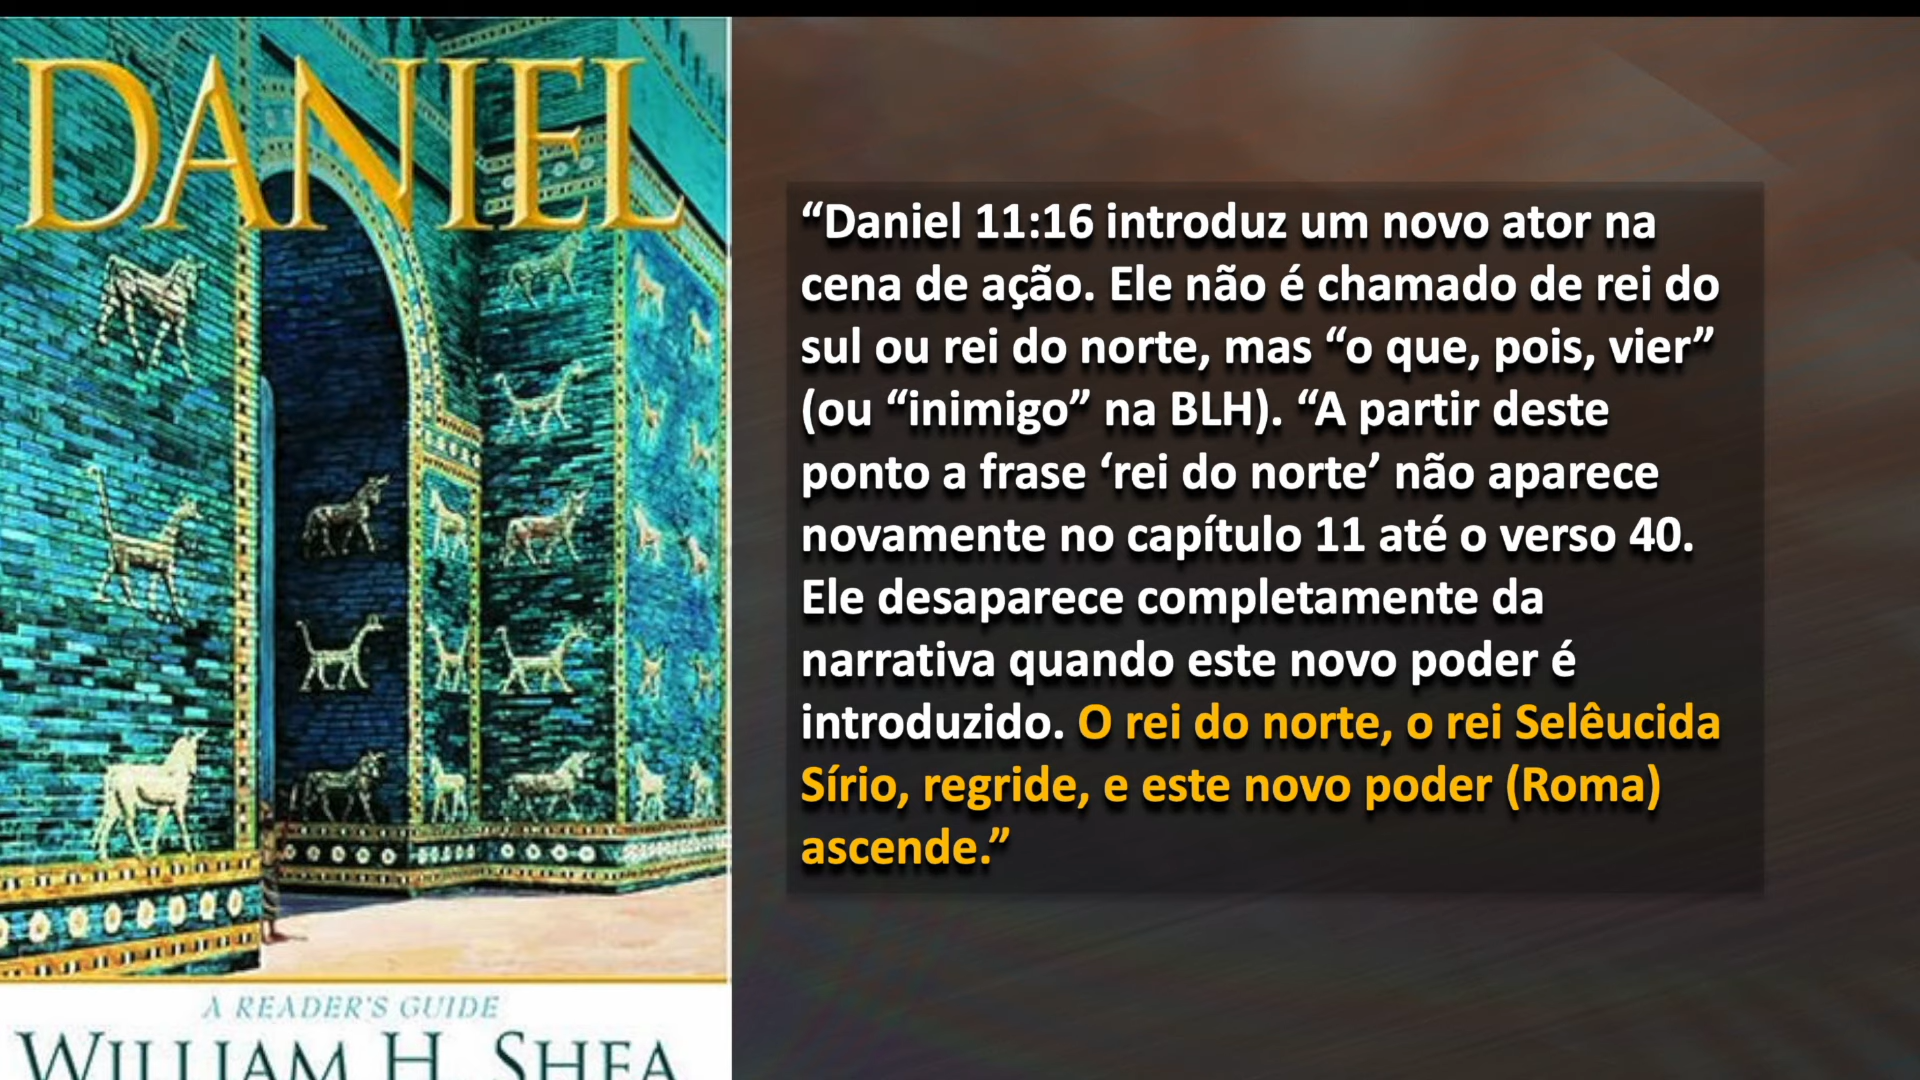 DANIEL
A READER'S GUIDE
WILLIAM H. SHEA
“Daniel 11:16 introduz um novo ator na
cena de ação. Ele não é chamado de rei do
sul ou rei do norte, mas “o que, pois, vier”
(ou “inimigo” na BLH). “A partir deste
ponto a frase ‘rei do norte’ não aparece
novamente no capítulo 11 até o verso 40.
Ele desaparece completamente da
narrativa quando este novo poder é
introduzido. O rei do norte, o rei Selêucida
Sírio, regride, e este novo poder (Roma)
ascende.”